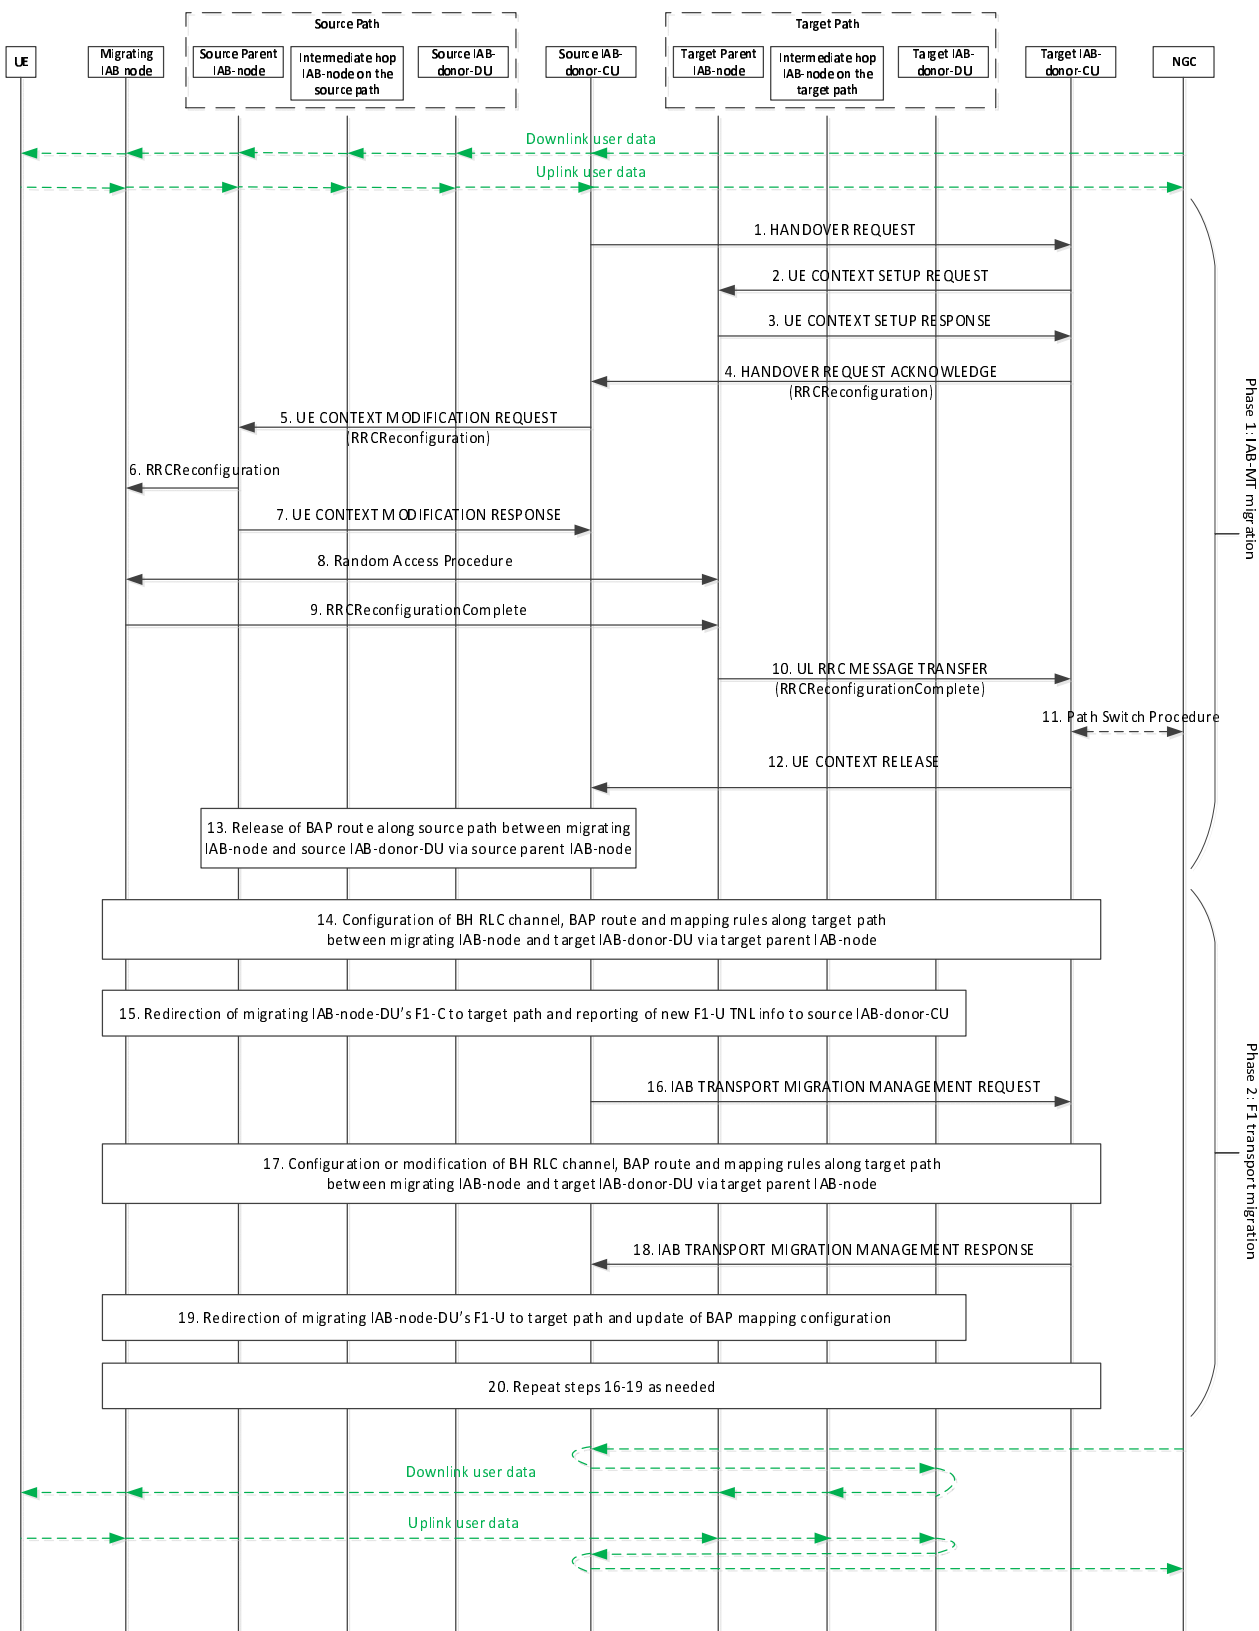 Source Path
Target Path
UE
Migrating
IAB node
Source Parent
IAB-node
Intermediate hop
IAB-node on the
source path
Source IAB-
donor-DU
Source IAB-
donor-CU
Target Parent
IAB-node
Intermediate hop
IAB-node on the
target path
Target IAB-
donor-DU
Target IAB-
donor-CU
NGC
Downlink user data
Uplink user data
1. HANDOVER REQUEST
2. UE CONTEXT SETUP REQUEST
3. UE CONTEXT SETUP RESPONSE
4. HANDOVER REQUEST ACKNOWLEDGE
(RRCReconfiguration)
5. UE CONTEXT MODIFICATION REQUEST
(RRCReconfiguration)
6. RRCReconfiguration
7. UE CONTEXT MODIFICATION RESPONSE
8. Random Access Procedure
9. RRCReconfigurationComplete
10. UL RRC MESSAGE TRANSFER
(RRCReconfigurationComplete)
11. Path Switch Procedure
12. UE CONTEXT RELEASE
13. Release of BAP route along source path between migrating
IAB-node and source IAB-donor-DU via source parent IAB-node
Phase 1: IAB-MT migration
14. Configuration of BH RLC channel, BAP route and mapping rules along target path
between migrating IAB-node and target IAB-donor-DU via target parent IAB-node
15. Redirection of migrating IAB-node-DU’s F1-C to target path and reporting of new F1-U TNL info to source IAB-donor-CU
16. IAB TRANSPORT MIGRATION MANAGEMENT REQUEST
17. Configuration or modification of BH RLC channel, BAP route and mapping rules along target path
between migrating IAB-node and target IAB-donor-DU via target parent IAB-node
18. IAB TRANSPORT MIGRATION MANAGEMENT RESPONSE
19. Redirection of migrating IAB-node-DU’s F1-U to target path and update of BAP mapping configuration
20. Repeat steps 16-19 as needed
Phase 2: F1 transport migration
Downlink user data
Uplink user data